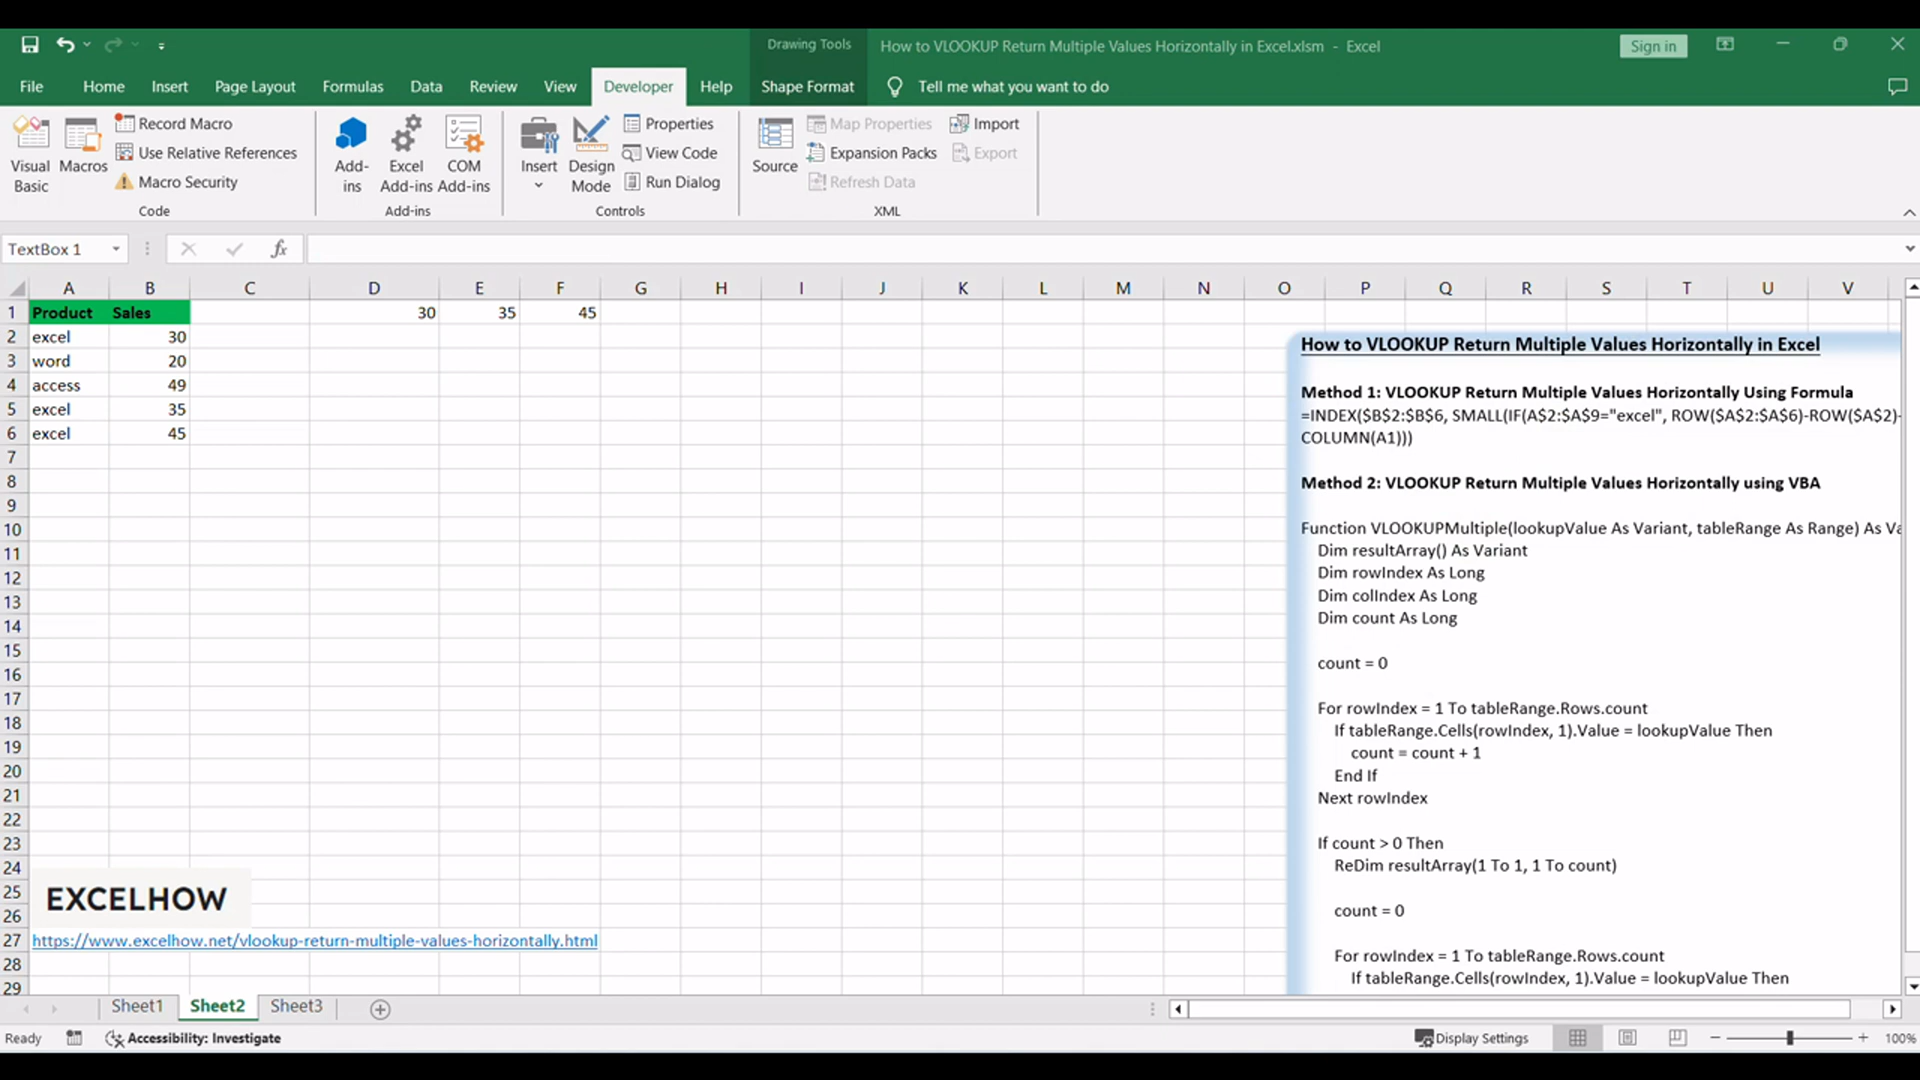 Drawing Tools
How to VLOOKUP Return Multiple Values Horizontally in Excel.xlsm - Excel
Sign in
File Home Insert Page Layout Formulas Data Review View Developer Help Shape Format Tell me what you want to do
Visual Basic
Macros
Record Macro
Use Relative References
Macro Security
Code
Add-ins
Excel Add-ins
COM Add-ins
Add-ins
Insert
Design Mode
Properties
View Code
Run Dialog
Controls
Source
Map Properties
Expansion Packs
Refresh Data
Import
Export
XML
TextBox 1
fx
A B C D E F G H I J K L M N O P Q R S T U V
1 Product Sales 30 35 45
2 excel 30
3 word 20
4 access 49
5 excel 35
6 excel 45
7
8
9
10
11
12
13
14
15
16
17
18
19
20
21
22
23
24
25
26
27 https://www.excelhow.net/vlookup-return-multiple-values-horizontally.html
28
29
EXCELHOW
How to VLOOKUP Return Multiple Values Horizontally in Excel
Method 1: VLOOKUP Return Multiple Values Horizontally Using Formula
=INDEX($B$2:$B$6, SMALL(IF(A$2:$A$9="excel", ROW($A$2:$A$6)-ROW($A$2)-
COLUMN(A1)))
Method 2: VLOOKUP Return Multiple Values Horizontally using VBA
Function VLOOKUPMultiple(lookupValue As Variant, tableRange As Range) As Va
Dim resultArray() As Variant
Dim rowIndex As Long
Dim colIndex As Long
Dim count As Long
count = 0
For rowIndex = 1 To tableRange.Rows.count
If tableRange.Cells(rowIndex, 1).Value = lookupValue Then
count = count + 1
End If
Next rowIndex
If count > 0 Then
ReDim resultArray(1 To 1, 1 To count)
count = 0
For rowIndex = 1 To tableRange.Rows.count
If tableRange.Cells(rowIndex, 1).Value = lookupValue Then
Sheet1 Sheet2 Sheet3
Ready Accessibility: Investigate Display Settings 100%